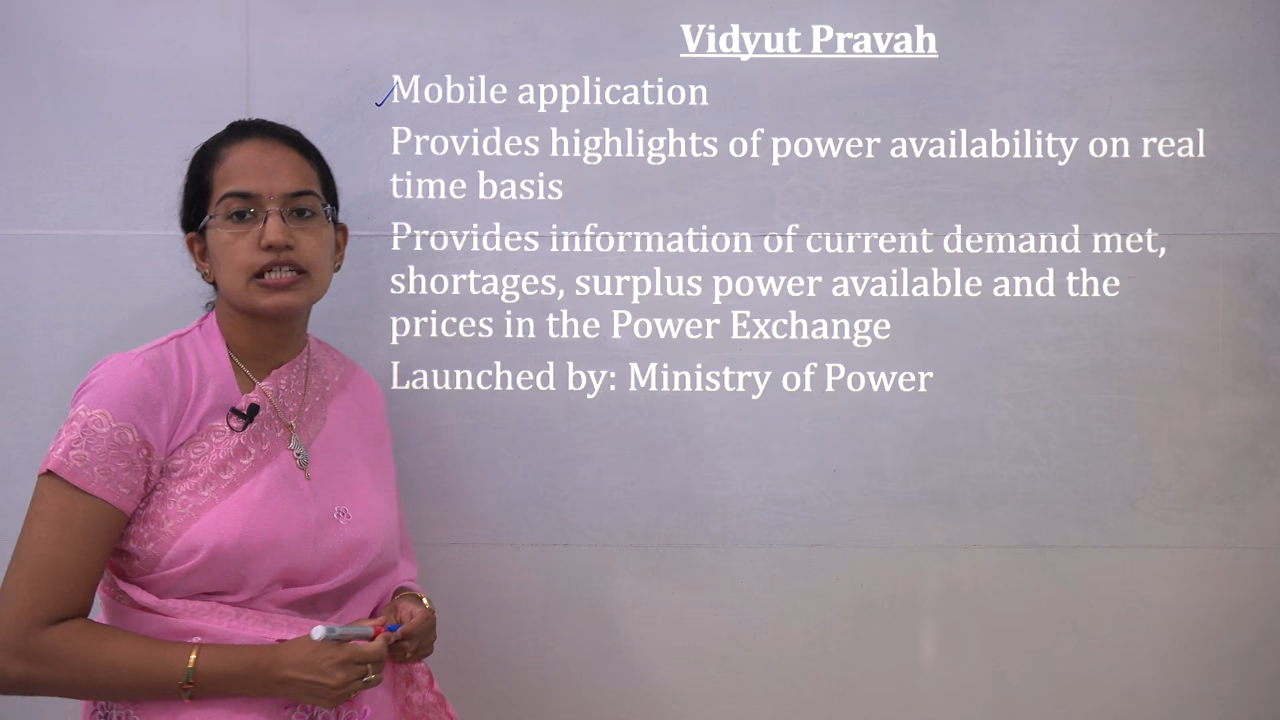 Vidyut Pravah
Mobile application
Provides highlights of power availability on real
time basis
Provides information of current demand met,
shortages, surplus power available and the
prices in the Power Exchange
Launched by: Ministry of Power